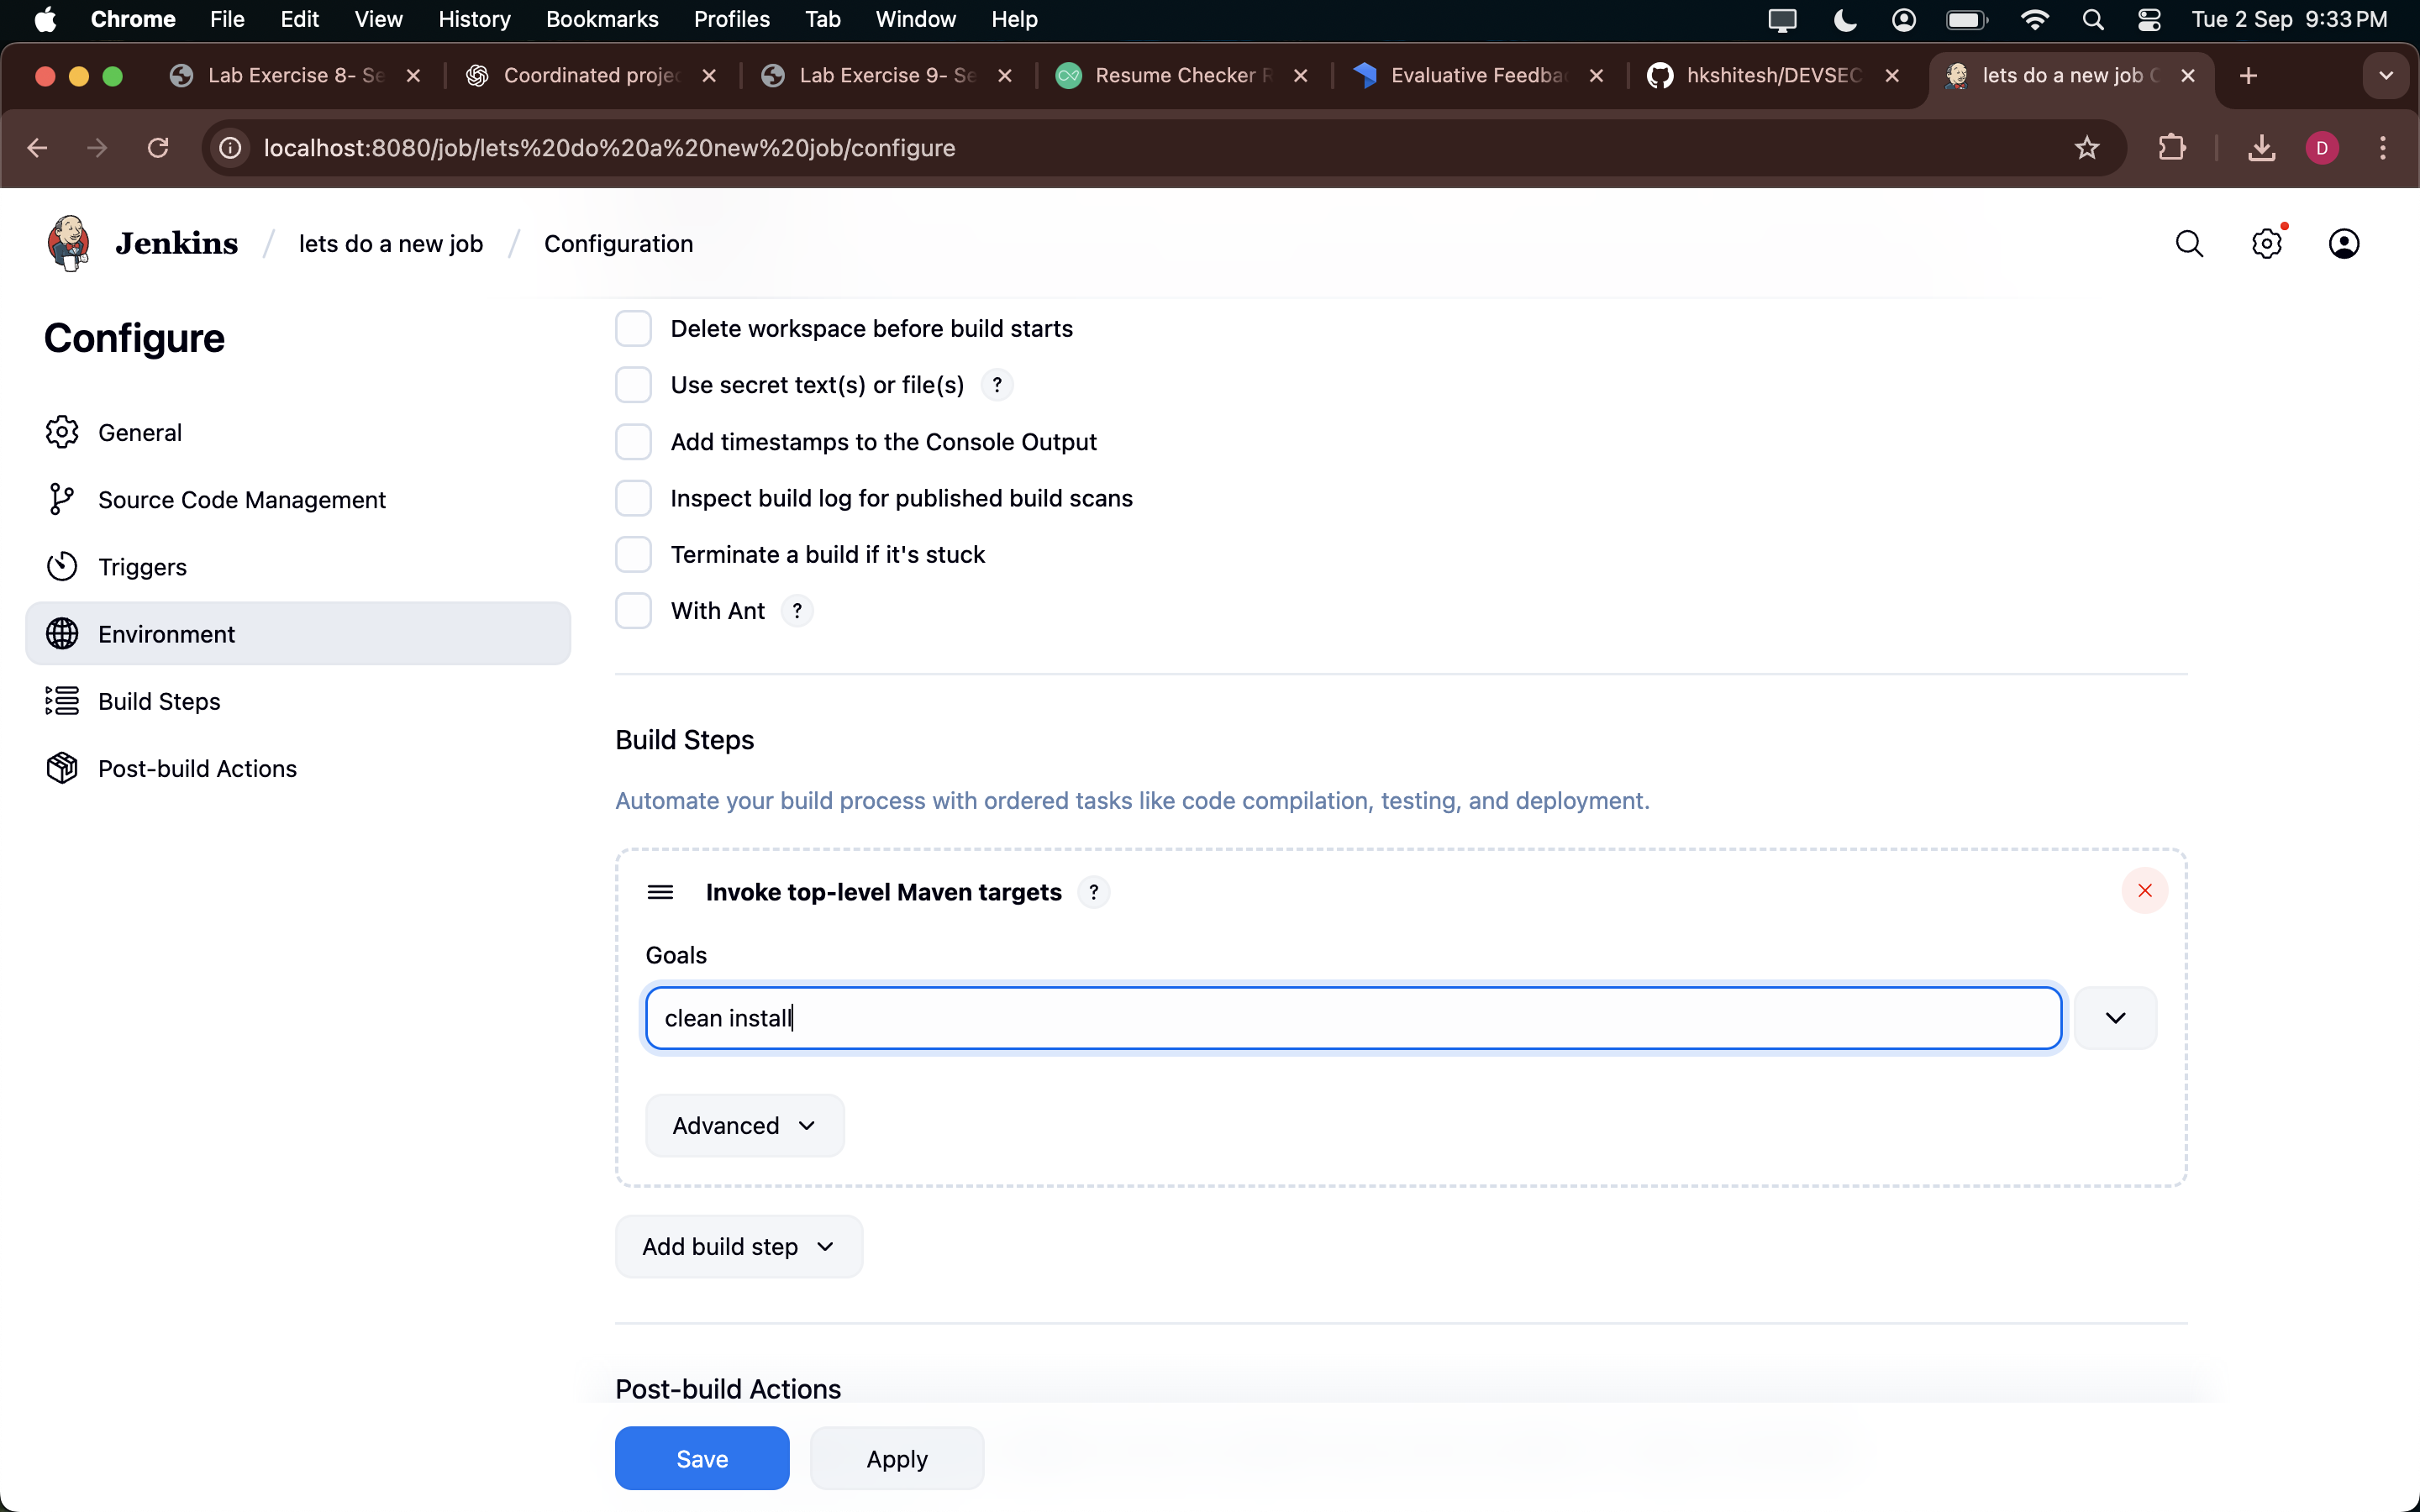 Chrome File Edit View History Bookmarks Profiles Tab Window Help Tue 2 Sep 9:33 PM
Lab Exercise 8- Se Coordinated projec Lab Exercise 9- Se Resume Checker Evaluative Feedba hkshitesh/DEVSEC lets do a new job
localhost:8080/job/lets%20do%20a%20new%20job/configure D
Jenkins / lets do a new job / Configuration
Configure
General
Source Code Management
Triggers
Environment
Build Steps
Post-build Actions
Delete workspace before build starts
Use secret text(s) or file(s) ?
Add timestamps to the Console Output
Inspect build log for published build scans
Terminate a build if it's stuck
With Ant ?
Build Steps
Automate your build process with ordered tasks like code compilation, testing, and deployment.
Invoke top-level Maven targets ?
Goals
clean install
Advanced
Add build step
Post-build Actions
Save Apply